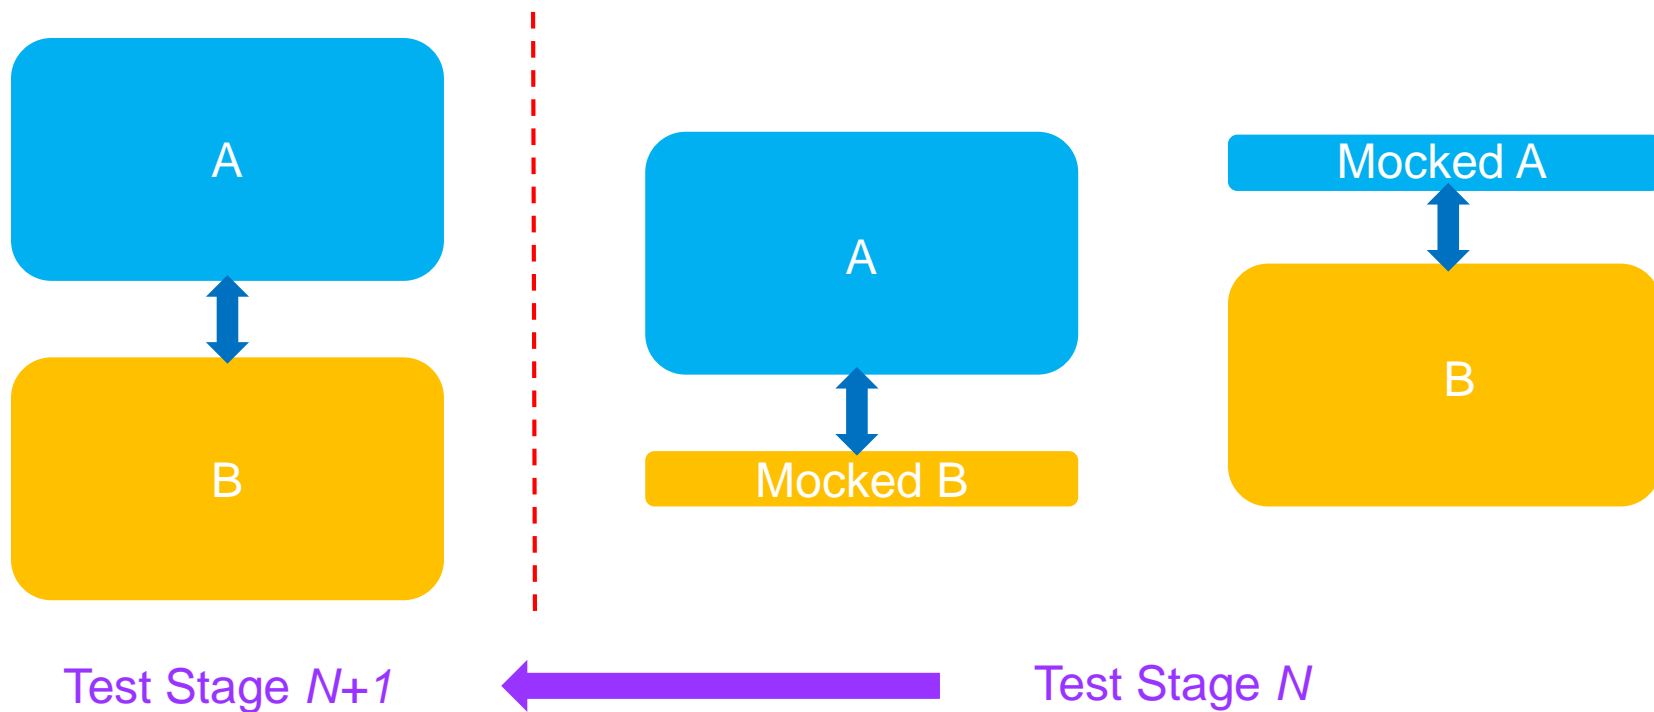 A
B
A
Mocked B
Mocked A
B
Test Stage N+1
Test Stage N